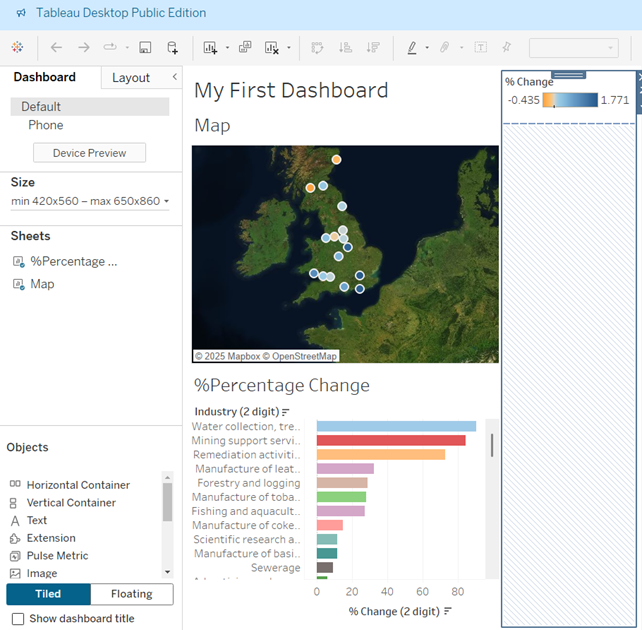 Tableau Desktop Public Edition
Dashboard
Layout
Default
Phone
Device Preview
Size
min 420x560 – max 650x860
Sheets
%Percentage ...
Map
Objects
Horizontal Container
Vertical Container
Text
Extension
Pulse Metric
Image
Tiled
Floating
Show dashboard title
My First Dashboard
Map
© 2025 Mapbox © OpenStreetMap
%Percentage Change
Industry (2 digit)
Water collection, tre..
Mining support servi..
Remediation activiti..
Manufacture of leat..
Forestry and logging
Manufacture of toba..
Fishing and aquacult..
Manufacture of coke..
Scientific research a..
Manufacture of basi..
Sewerage
0 20 40 60 80
% Change (2 digit)
% Change
-0.435 1.771